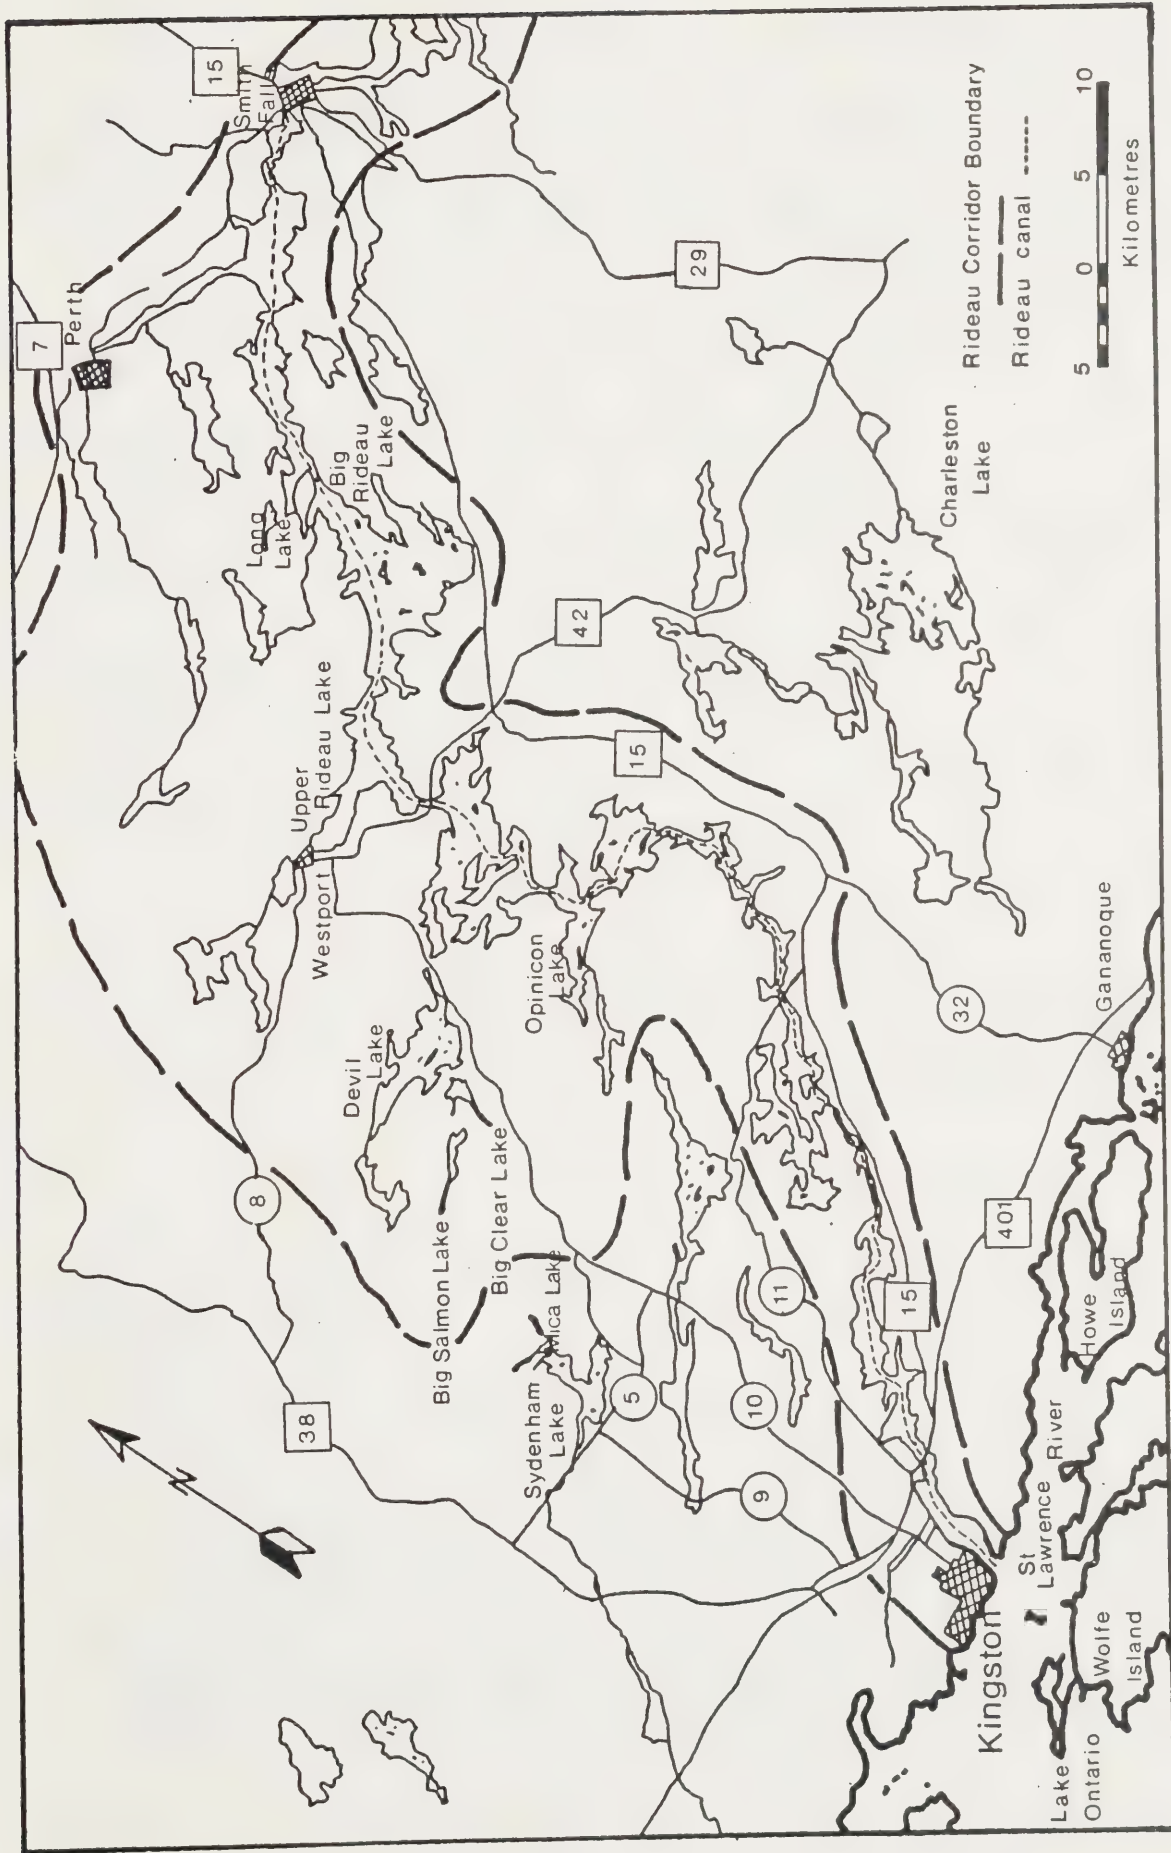 15
Smith
Fall
7
Perth
Long
Lake
Big
Rideau
Lake
Upper
Rideau Lake
Westport
29
42
15
Charleston
Lake
Opinicon
Lake
Devil
Lake
Big Salmon Lake
Big Clear Lake
Mica Lake
Sydenham
Lake
8
38
5
9
10
11
15
32
401
Gananoque
Howe
Island
St
Lawrence River
Kingston
Wolfe
Island
Lake
Ontario
N
Rideau Corridor Boundary
Rideau canal
5 0 5 10
Kilometres